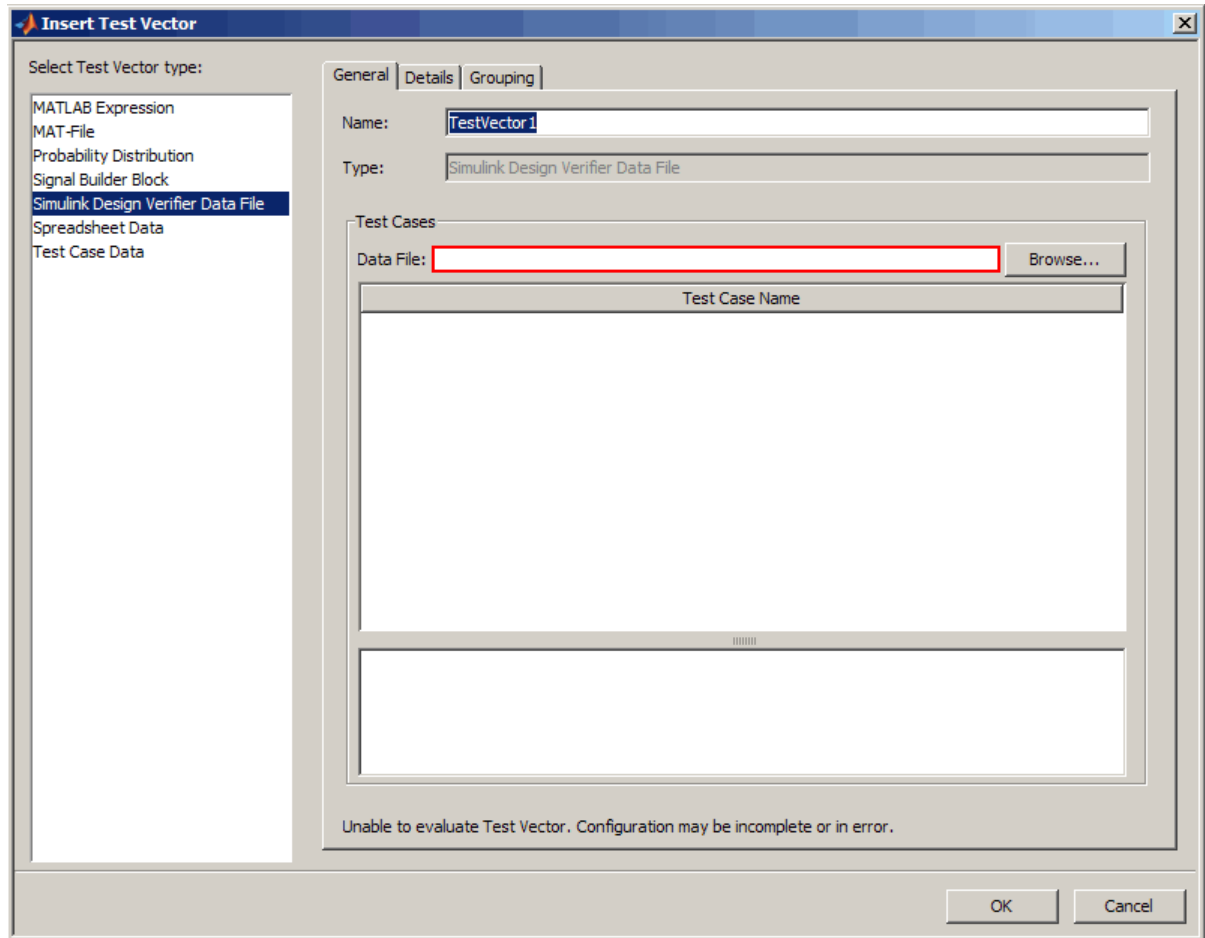 Insert Test Vector
Select Test Vector type:
MATLAB Expression
MAT-File
Probability Distribution
Signal Builder Block
Simulink Design Verifier Data File
Spreadsheet Data
Test Case Data
General Details Grouping
Name: TestVector1
Type: Simulink Design Verifier Data File
Test Cases
Data File: Browse...
Test Case Name
Unable to evaluate Test Vector. Configuration may be incomplete or in error.
OK Cancel